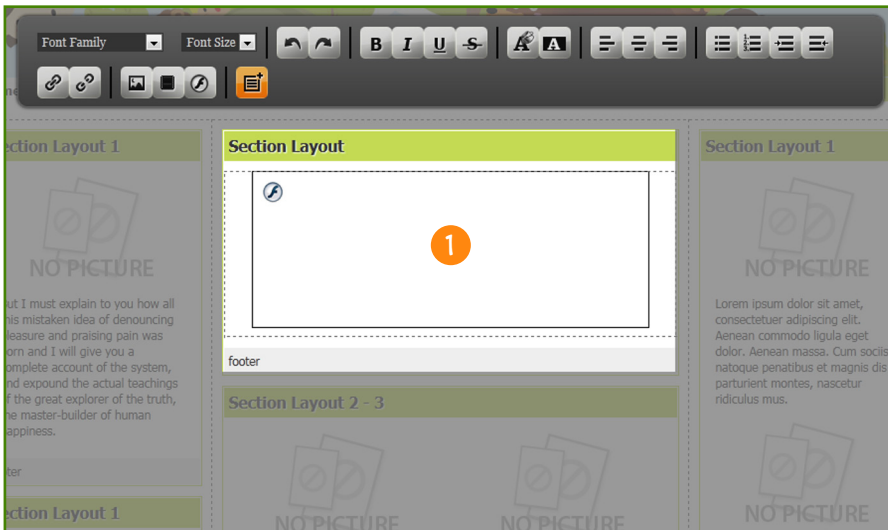 Font Family
Font Size
B I U S A A
Section Layout 1
NO PICTURE
ut I must explain to you how all
is mistaken idea of denouncing
leasure and praising pain was
orn and I will give you a
omplete account of the system,
nd expound the actual teachings
f the great explorer of the truth,
he master-builder of human
appiness.
ter
ection Layout 1
Section Layout
1
footer
Section Layout 2 - 3
NO PICTURE
NO PICTURE
Section Layout 1
NO PICTURE
Lorem ipsum dolor sit amet,
consectetuer adipiscing elit.
Aenean commodo ligula eget
dolor. Aenean massa. Cum sociis
natoque penatibus et magnis dis
parturient montes, nascetur
ridiculus mus.
NO PICTURE